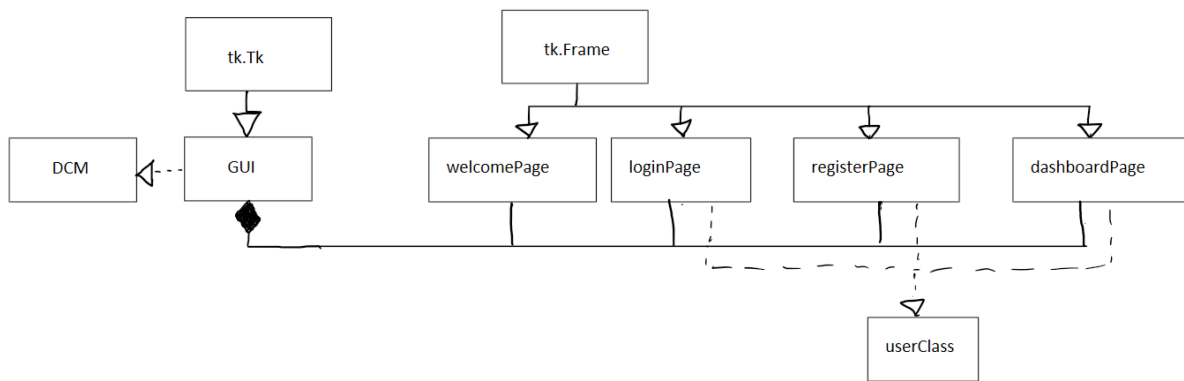 tk.Tk
tk.Frame
DCM
GUI
welcomePage
loginPage
registerPage
dashboardPage
userClass